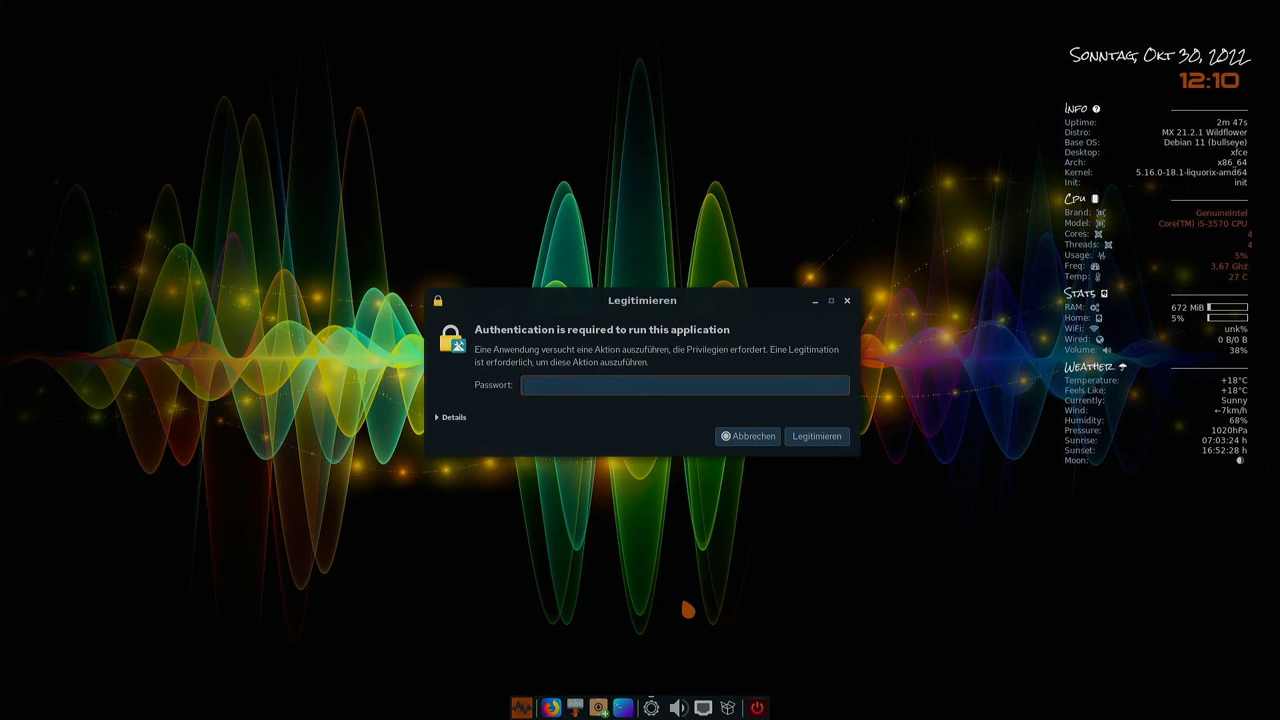 Sonntag, Okt 30, 2022
12:10
Info
Uptime: 2m 47s
Distro: MX 21.2.1 Wildflower
Base OS: Debian 11 (bullseye)
Desktop: xfce
Arch: x86_64
Kernel: 5.16.0-18.1-liquorix-amd64
Init: init
Cpu
Brand: GenuineIntel
Model: Core(TM) i5-3570 CPU
Cores: 4
Threads: 4
Usage: 5%
Freq: 3,67 Ghz
Temp: 27 C
Stats
RAM: 672 MiB
Home: 5%
WiFi: unk%
Wired: 0 B/0 B
Volume: 38%
Weather
Temperature: +18°C
Feels Like: +18°C
Currently: Sunny
Wind: ←7km/h
Humidity: 68%
Pressure: 1020hPa
Sunrise: 07:03:24 h
Sunset: 16:52:28 h
Moon:
Legitimieren
Authentication is required to run this application
Eine Anwendung versucht eine Aktion auszuführen, die Privilegien erfordert. Eine Legitimation
ist erforderlich, um diese Aktion auszuführen.
Passwort:
Details
Abbrechen Legitimieren